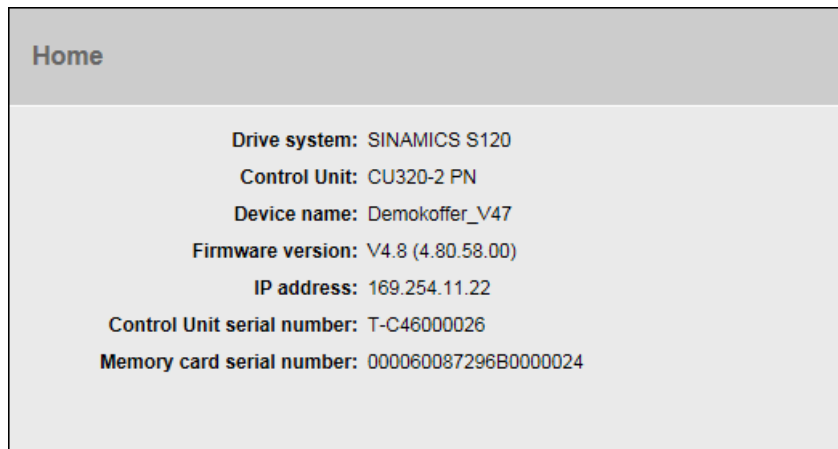 Home
Drive system: SINAMICS S120
Control Unit: CU320-2 PN
Device name: Demokoffer_V47
Firmware version: V4.8 (4.80.58.00)
IP address: 169.254.11.22
Control Unit serial number: T-C46000026
Memory card serial number: 000060087296B0000024